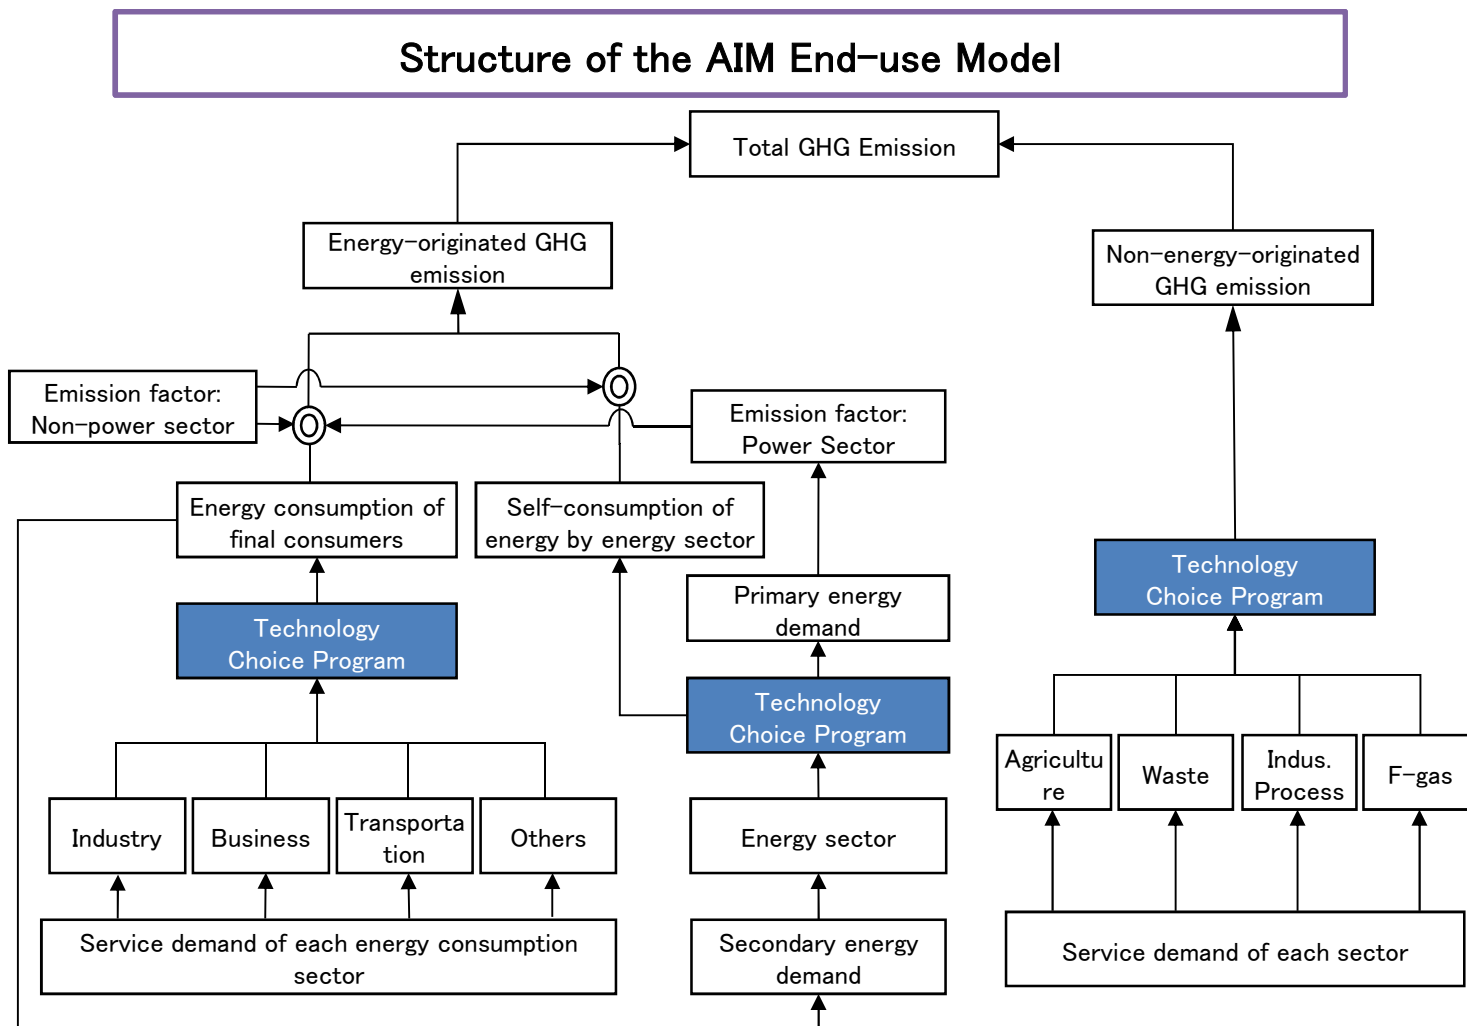 Structure of the AIM End-use Model
Total GHG Emission
Energy-originated GHG
emission
Non-energy-originated
GHG emission
Emission factor:
Non-power sector
Emission factor:
Power Sector
Energy consumption of
final consumers
Self-consumption of
energy by energy sector
Technology
Choice Program
Primary energy
demand
Technology
Choice Program
Technology
Choice Program
Agricultu
re
Waste
Indus.
Process
F-gas
Industry
Business
Transporta
tion
Others
Energy sector
Service demand of each energy consumption
sector
Secondary energy
demand
Service demand of each sector